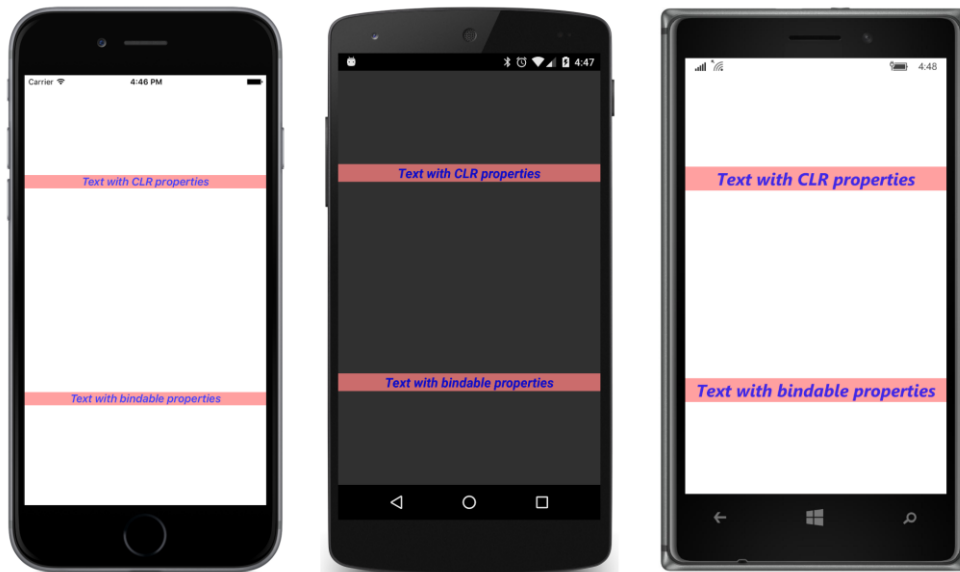 Carrier
4:46 PM
Text with CLR properties
Text with bindable properties
4:47
Text with CLR properties
Text with bindable properties
4:48
Text with CLR properties
Text with bindable properties